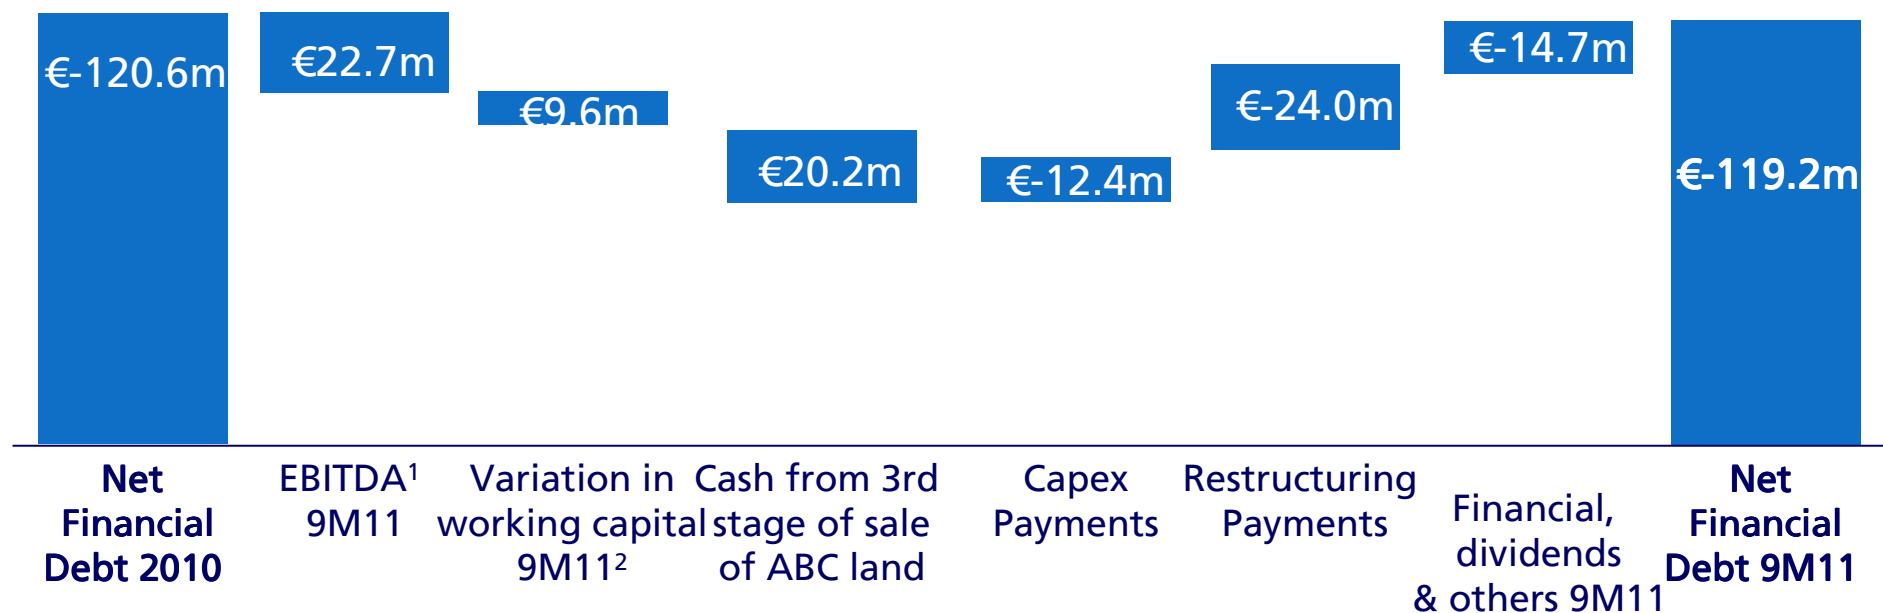 €-120.6m
€22.7m
€9.6m
€20.2m
€-12.4m
€-24.0m
€-14.7m
€-119.2m
Net
Financial
Debt 2010
EBITDA¹
9M11
Variation in
working capital
9M11²
Cash from 3rd
stage of sale
of ABC land
Capex
Payments
Restructuring
Payments
Financial,
dividends
& others 9M11
Net
Financial
Debt 9M11